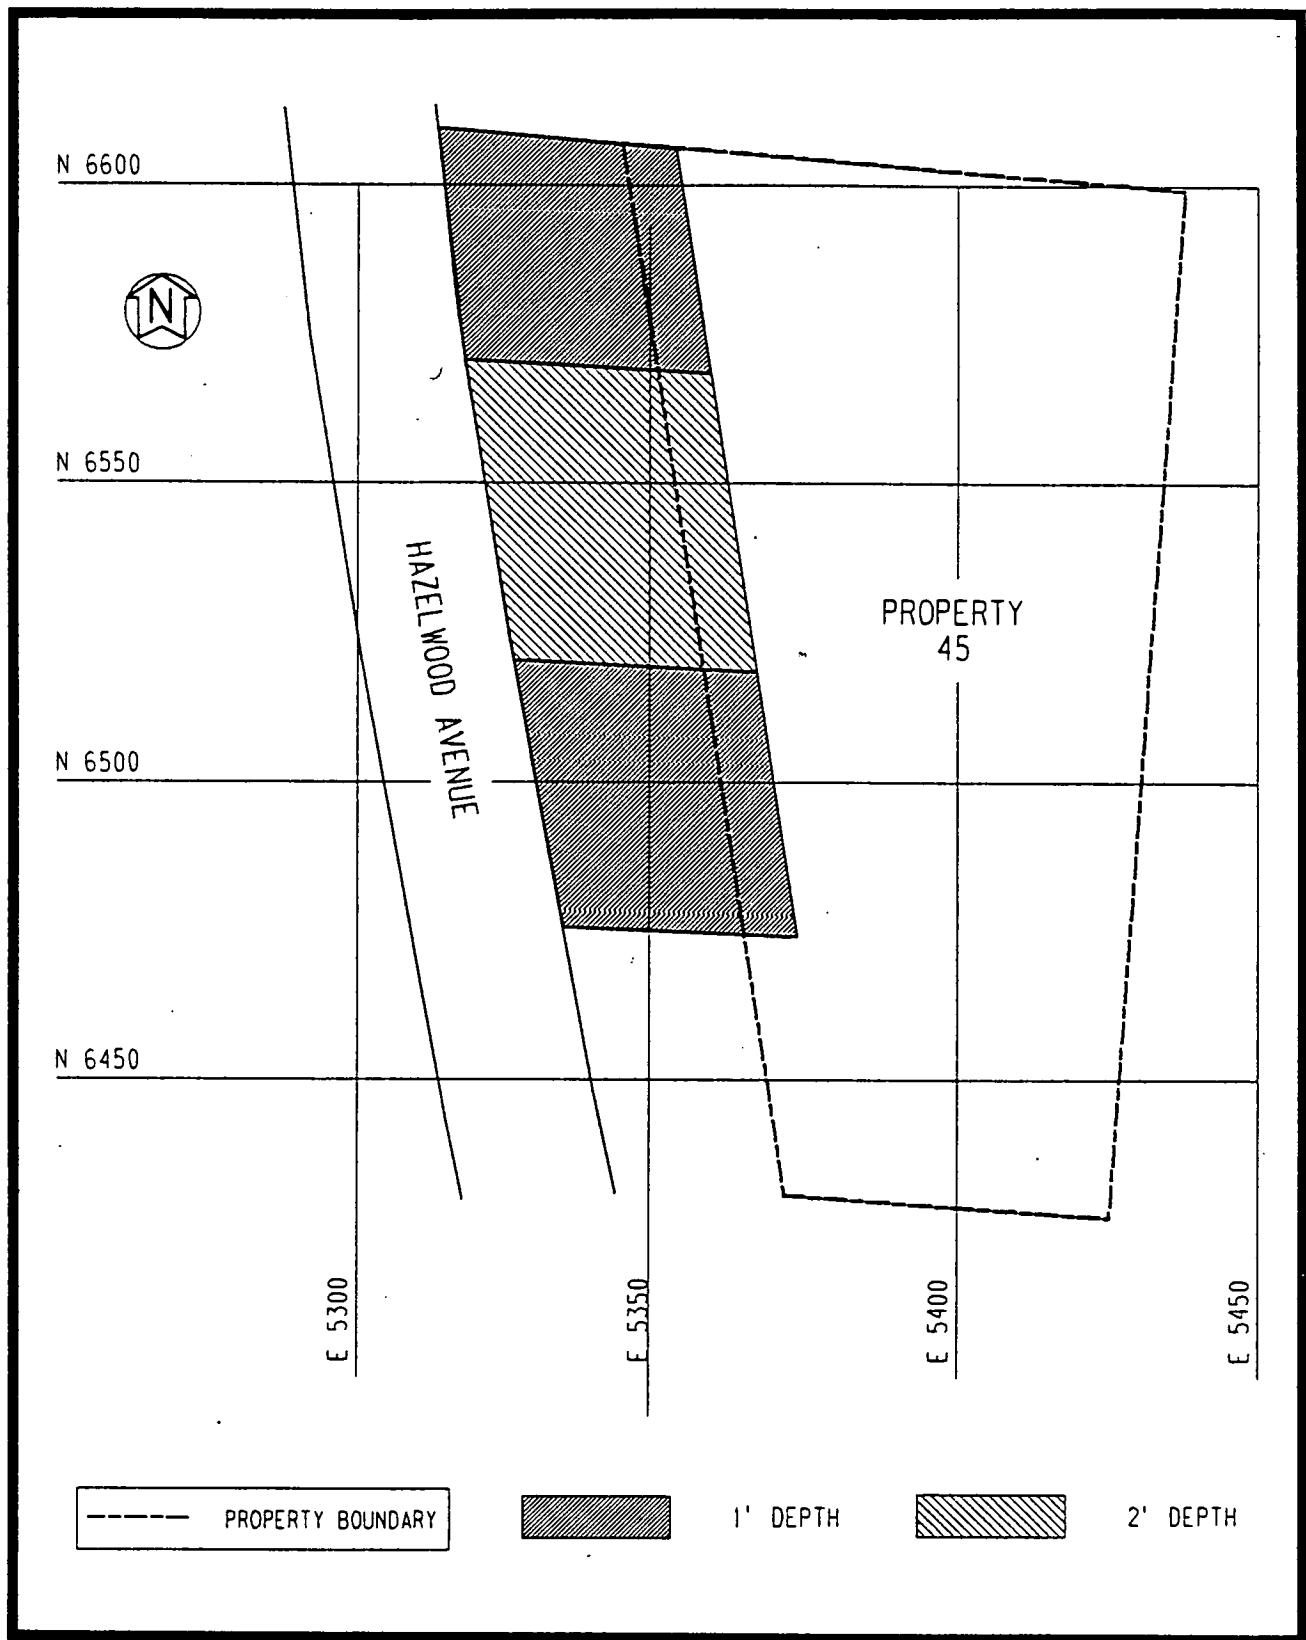 N 6600
N
N 6550
HAZELWOOD AVENUE
PROPERTY
45
N 6500
N 6450
E 5300
E 5350
E 5400
E 5450
PROPERTY BOUNDARY
1' DEPTH
2' DEPTH